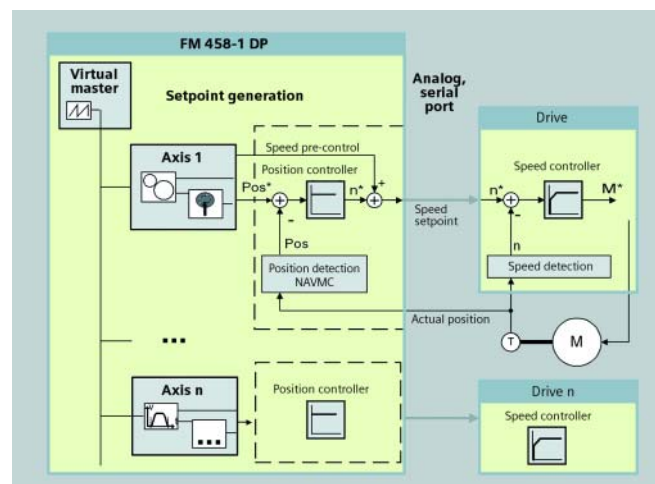 FM 458-1 DP
Virtual
master
Setpoint generation
Analog,
serial
port
Drive
Axis 1
Speed pre-control
Position controller
Pos*
n*
+
+
-
Pos
Position detection
NAVMC
Speed
setpoint
Speed controller
n*
+
-
M*
n
Speed detection
Actual position
T
M
...
Axis n
...
Position controller
Drive n
Speed controller